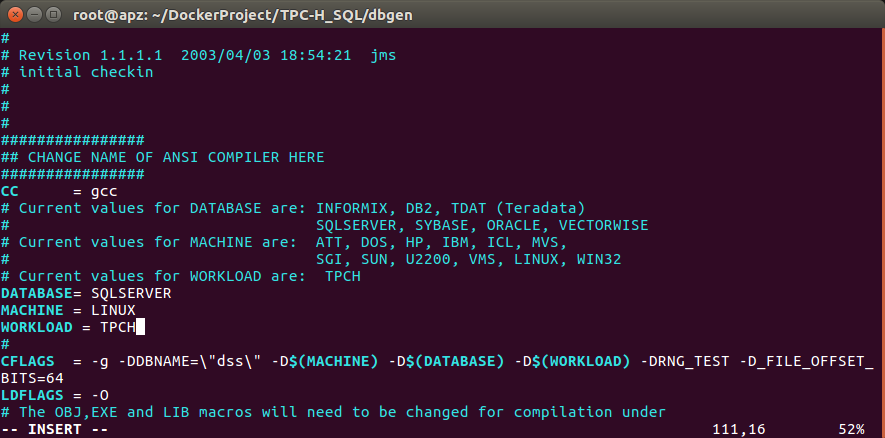 root@apz: ~/DockerProject/TPC-H_SQL/dbgen
#
# Revision 1.1.1.1  2003/04/03 18:54:21  jms
# initial checkin
#
#
#
################
## CHANGE NAME OF ANSI COMPILER HERE
################
CC      = gcc
# Current values for DATABASE are: INFORMIX, DB2, TDAT (Teradata)
#                                  SQLSERVER, SYBASE, ORACLE, VECTORWISE
# Current values for MACHINE are:  ATT, DOS, HP, IBM, ICL, MVS,
#                                  SGI, SUN, U2200, VMS, LINUX, WIN32
# Current values for WORKLOAD are:  TPCH
DATABASE= SQLSERVER
MACHINE = LINUX
WORKLOAD = TPCH
#
CFLAGS  = -g -DDBNAME=\"dss\" -D$(MACHINE) -D$(DATABASE) -D$(WORKLOAD) -DRNG_TEST -D_FILE_OFFSET_
BITS=64
LDFLAGS = -O
# The OBJ,EXE and LIB macros will need to be changed for compilation under
-- INSERT --                                                                   111,16        52%